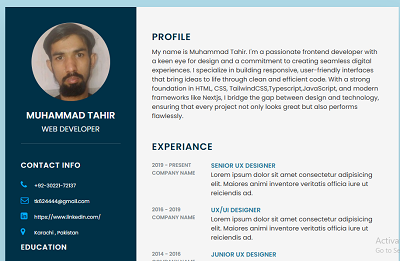 MUHAMMAD TAHIR
WEB DEVELOPER
CONTACT INFO
+92-30221-72137
tk624444@gmail.com
https://www.linkedin.com/
Karachi , Pakistan
EDUCATION
PROFILE
My name is Muhammad Tahir. I'm a passionate frontend developer with
a keen eye for design and a commitment to creating seamless digital
experiences. I specialize in building responsive, user-friendly interfaces
that bring ideas to life through clean and efficient code. With a strong
foundation in HTML, CSS, TailwindCSS,Typescript,JavaScript, and modern
frameworks like Nextjs, I bridge the gap between design and technology,
ensuring that every project not only looks great but also performs
flawlessly.
EXPERIANCE
2019 - PRESENT
COMPANY NAME
SENIOR UX DESIGNER
Lorem ipsum dolor sit amet consectetur adipisicing
elit. Maiores dolorem inventore veritatis officia iure ut
reiciendis ad.
2016 - 2019
COMPANY NAME
UX/UI DESIGNER
Lorem ipsum dolor sit amet consectetur adipisicing
elit. Maiores animi inventore veritatis officia iure ut
reiciendis ad.
2014 - 2016
COMPANY NAME
JUNIOR UX DESIGNER
Activa
Go to Se